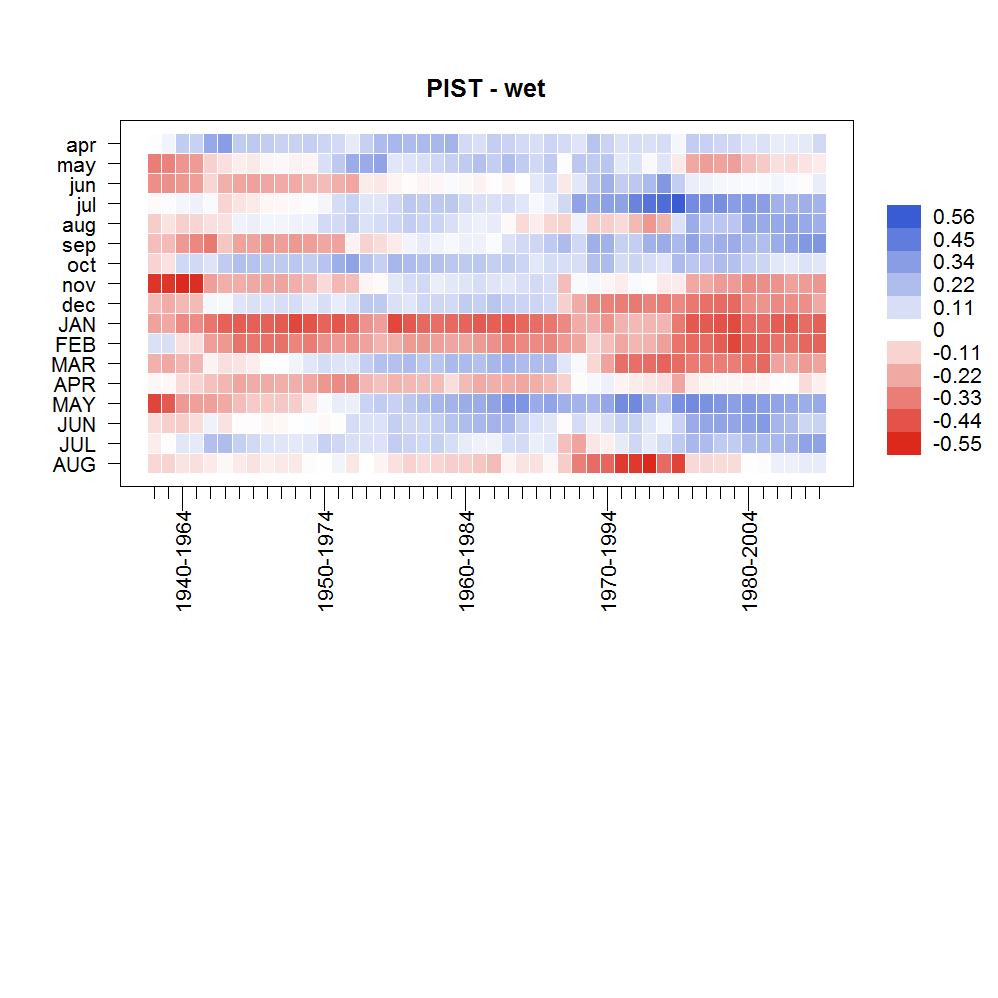 PIST - wet
apr
may
jun
jul
aug
sep
oct
nov
dec
JAN
FEB
MAR
APR
MAY
JUN
JUL
AUG
0.56
0.45
0.34
0.22
0.11
0
-0.11
-0.22
-0.33
-0.44
-0.55
1940-1964
1950-1974
1960-1984
1970-1994
1980-2004